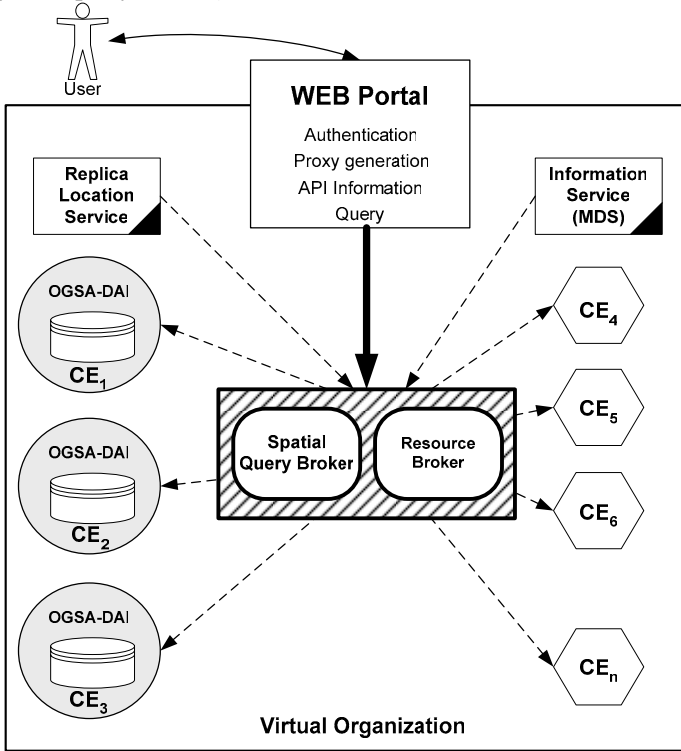 User
WEB Portal
Authentication
Proxy generation
API Information
Query
Replica
Location
Service
Information
Service
(MDS)
OGSA-DAI
CE1
OGSA-DAI
CE2
OGSA-DAI
CE3
Spatial
Query Broker
Resource
Broker
CE4
CE5
CE6
CEn
Virtual Organization